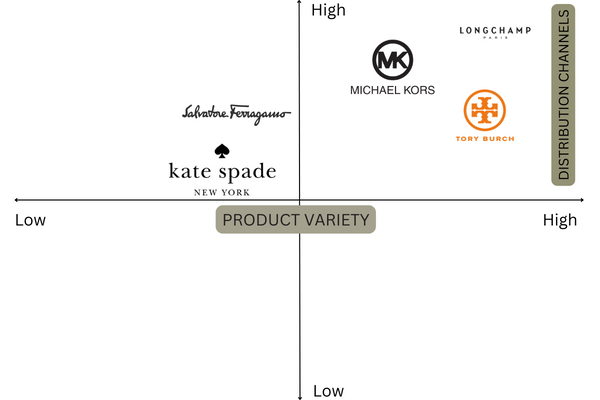 High
LONGCHAMP
PARIS
DISTRIBUTION CHANNELS
MK
MICHAEL KORS
Salvatore Ferragamo
TORY BURCH
kate spade
NEW YORK
Low
PRODUCT VARIETY
High
Low